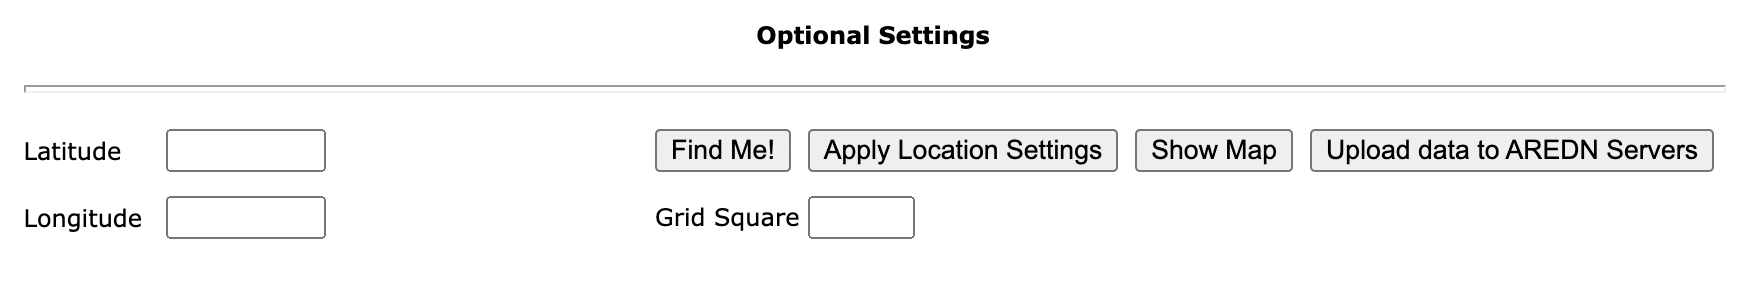 Optional Settings
Latitude Find Me! Apply Location Settings Show Map Upload data to AREDN Servers
Longitude Grid Square